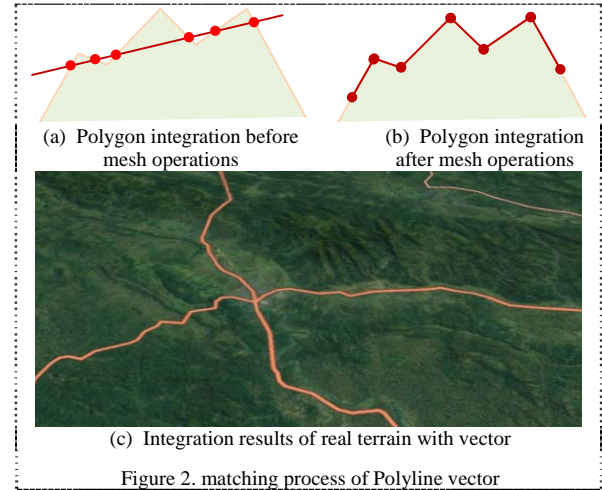 (a) Polygon integration before
mesh operations
(b) Polygon integration
after mesh operations
(c) Integration results of real terrain with vector
Figure 2. matching process of Polyline vector